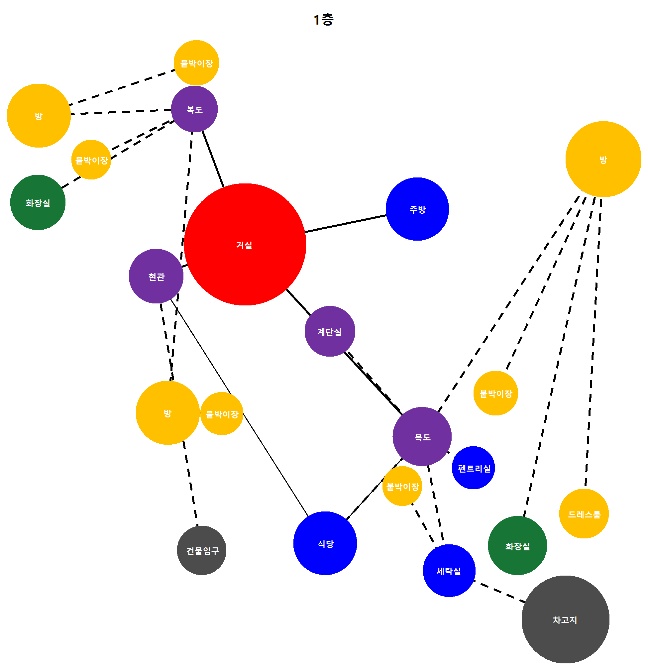 1층
붙박이장
복도
방
붙박이장
화장실
방
주방
거실
현관
계단실
붙박이장
방
붙박이장
복도
팬트리실
붙박이장
드레스룸
식당
화장실
건물입구
세탁실
차고지